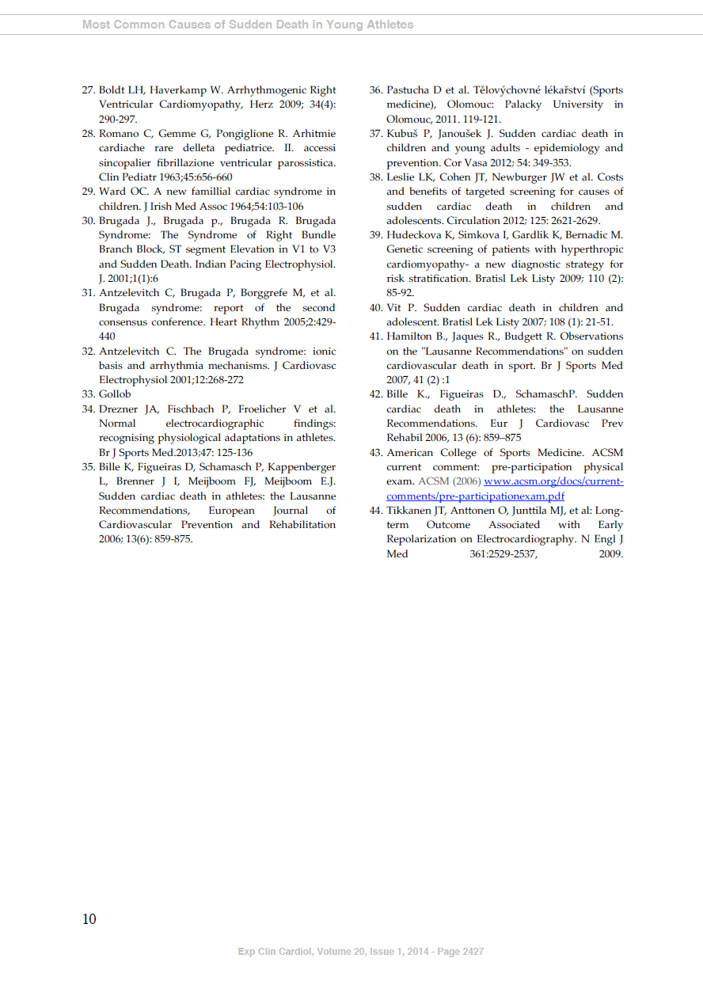 Most Common Causes of Sudden Death in Young Athletes
27. Boldt LH, Haverkamp W. Arrhythmogenic Right
Ventricular Cardiomyopathy, Herz 2009; 34(4):
290-297.
28. Romano C, Gemme G, Pongiglione R. Arhitmie
cardiache rare delleta pediatrice. II. accessi
sincopalier fibrillazione ventricular parossistica.
Clin Pediatr 1963;45:656-660
29. Ward OC. A new famillial cardiac syndrome in
children. J Irish Med Assoc 1964;54:103-106
30. Brugada J., Brugada p., Brugada R. Brugada
Syndrome: The Syndrome of Right Bundle
Branch Block, ST segment Elevation in V1 to V3
and Sudden Death. Indian Pacing Electrophysiol.
J. 2001;1(1):6
31. Antzelevitch C, Brugada P, Borggrefe M, et al.
Brugada syndrome: report of the second
consensus conference. Heart Rhythm 2005;2:429-
440
32. Antzelevitch C. The Brugada syndrome: ionic
basis and arrhythmia mechanisms. J Cardiovasc
Electrophysiol 2001;12:268-272
33. Gollob
34. Drezner JA, Fischbach P, Froelicher V et al.
Normal electrocardiographic findings:
recognising physiological adaptations in athletes.
Br J Sports Med.2013;47: 125-136
35. Bille K, Figueiras D, Schamasch P, Kappenberger
L, Brenner J I, Meijboom FJ, Meijboom E.J.
Sudden cardiac death in athletes: the Lausanne
Recommendations, European Journal of
Cardiovascular Prevention and Rehabilitation
2006; 13(6): 859-875.
36. Pastucha D et al. Tělovýchovné lékařství (Sports
medicine), Olomouc: Palacky University in
Olomouc, 2011. 119-121.
37. Kubuš P, Janoušek J. Sudden cardiac death in
children and young adults - epidemiology and
prevention. Cor Vasa 2012; 54: 349-353.
38. Leslie LK, Cohen JT, Newburger JW et al. Costs
and benefits of targeted screening for causes of
sudden cardiac death in children and
adolescents. Circulation 2012; 125: 2621-2629.
39. Hudeckova K, Simkova I, Gardlik K, Bernadic M.
Genetic screening of patients with hyperthropic
cardiomyopathy- a new diagnostic strategy for
risk stratification. Bratisl Lek Listy 2009; 110 (2):
85-92.
40. Vit P. Sudden cardiac death in children and
adolescent. Bratisl Lek Listy 2007; 108 (1): 21-51.
41. Hamilton B., Jaques R., Budgett R. Observations
on the "Lausanne Recommendations" on sudden
cardiovascular death in sport. Br J Sports Med
2007, 41 (2) :1
42. Bille K., Figueiras D., SchamaschP. Sudden
cardiac death in athletes: the Lausanne
Recommendations. Eur J Cardiovasc Prev
Rehabil 2006, 13 (6): 859–875
43. American College of Sports Medicine. ACSM
current comment: pre-participation physical
exam. ACSM (2006) www.acsm.org/docs/current-
comments/pre-participationexam.pdf
44. Tikkanen JT, Anttonen O, Junttila MJ, et al: Long-
term Outcome Associated with Early
Repolarization on Electrocardiography. N Engl J
Med 361:2529-2537, 2009.
10
Exp Clin Cardiol, Volume 20, Issue 1, 2014 - Page 2427